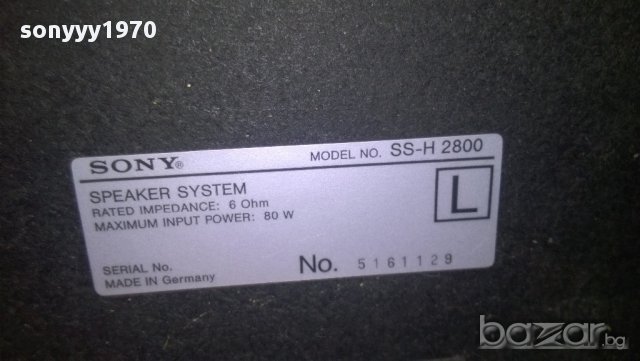 sonyyy1970
SONY® MODEL NO. SS-H 2800
SPEAKER SYSTEM
RATED IMPEDANCE: 6 Ohm
MAXIMUM INPUT POWER: 80 W
L
SERIAL No. No. 5161129
MADE IN Germany
bazar.bg